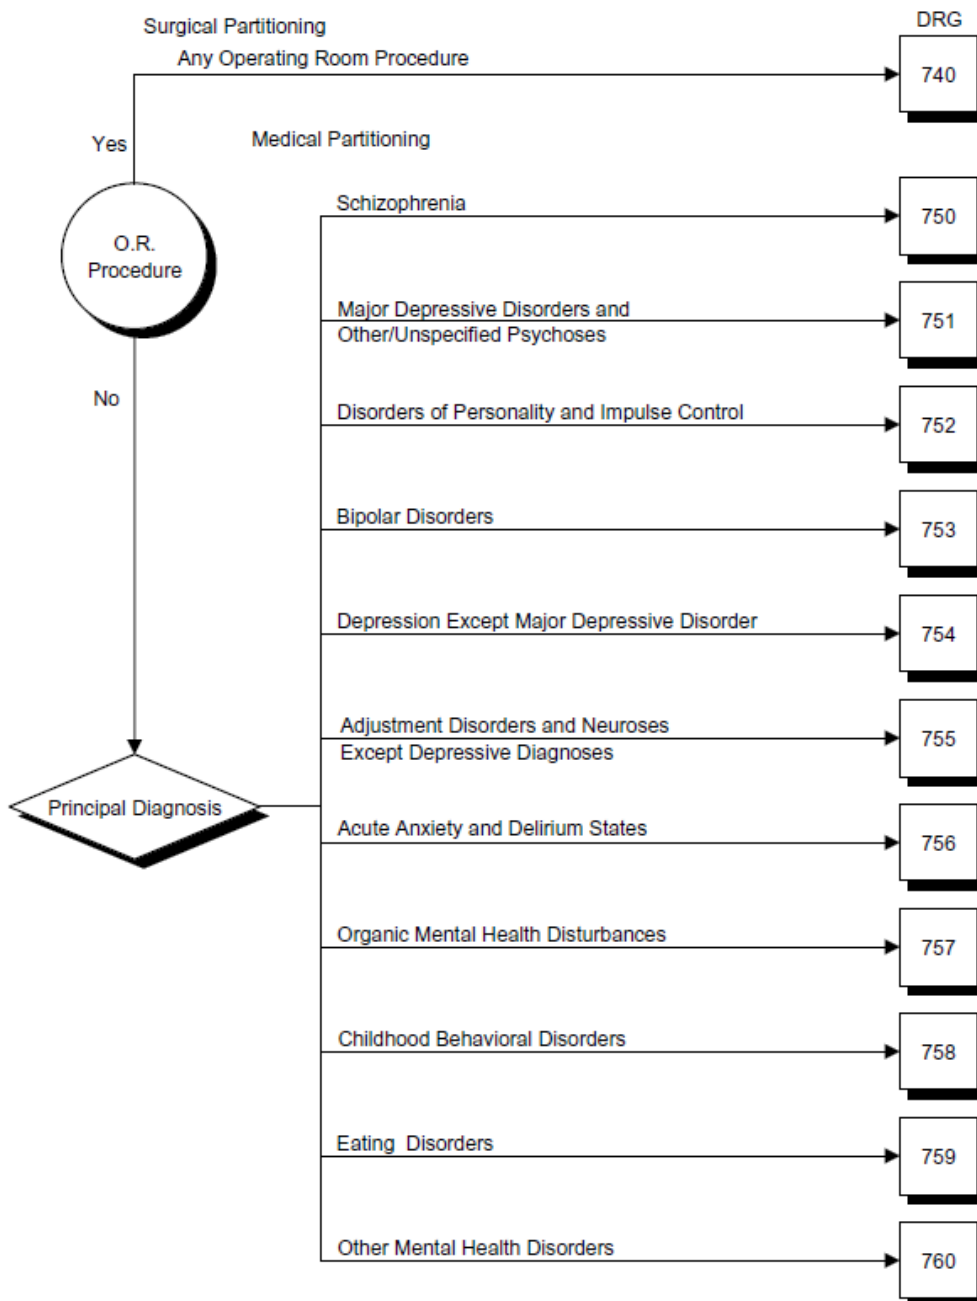 DRG
Surgical Partitioning
Any Operating Room Procedure
740
Yes
Medical Partitioning
O.R.
Procedure
No
Principal Diagnosis
Schizophrenia
750
Major Depressive Disorders and
Other/Unspecified Psychoses
751
Disorders of Personality and Impulse Control
752
Bipolar Disorders
753
Depression Except Major Depressive Disorder
754
Adjustment Disorders and Neuroses
Except Depressive Diagnoses
755
Acute Anxiety and Delirium States
756
Organic Mental Health Disturbances
757
Childhood Behavioral Disorders
758
Eating Disorders
759
Other Mental Health Disorders
760